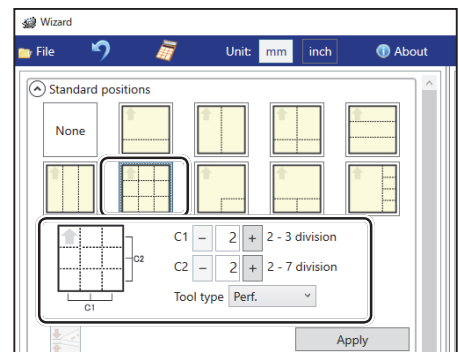 Wizard
File Unit: mm inch About
Standard positions
None
C1 − 2 + 2 - 3 division
C2
C2 − 2 + 2 - 7 division
Tool type Perf.
C1
Apply